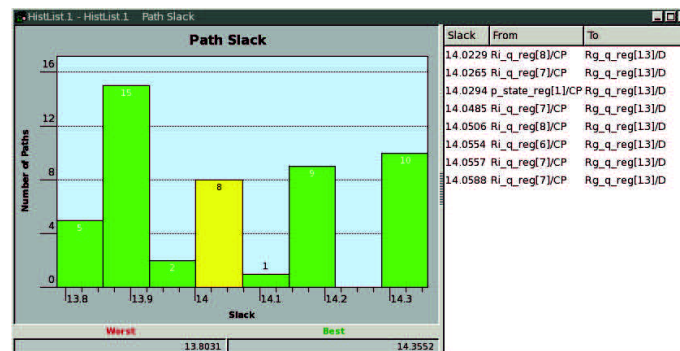 HistList.1 - HistList.1 Path Slack
Path Slack
Number of Paths
16
12
8
4
0
5
15
2
8
1
9
10
13.8
13.9
14
14.1
14.2
14.3
Slack
Worst
Best
13.8031
14.3552
Slack From To
14.0229 Ri_q_reg[8]/CP Rg_q_reg[13]/D
14.0265 Ri_q_reg[7]/CP Rg_q_reg[13]/D
14.0294 p_state_reg[1]/CP Rg_q_reg[13]/D
14.0485 Ri_q_reg[7]/CP Rg_q_reg[13]/D
14.0506 Ri_q_reg[8]/CP Rg_q_reg[13]/D
14.0554 Ri_q_reg[6]/CP Rg_q_reg[13]/D
14.0557 Ri_q_reg[7]/CP Rg_q_reg[13]/D
14.0588 Ri_q_reg[7]/CP Rg_q_reg[13]/D